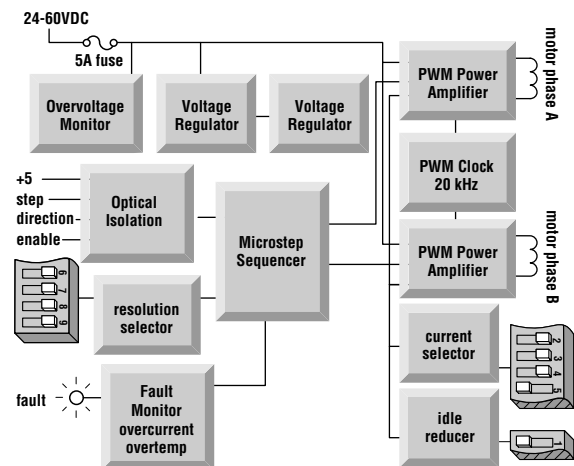 24-60VDC
5A fuse
Overvoltage
Monitor
Voltage
Regulator
Voltage
Regulator
PWM Power
Amplifier
motor phase A
+5
step
direction
enable
Optical
Isolation
Microstep
Sequencer
PWM Clock
20 kHz
PWM Power
Amplifier
motor phase B
6
7
8
9
resolution
selector
current
selector
2
3
4
5
fault
Fault
Monitor
overcurrent
overtemp
idle
reducer
1